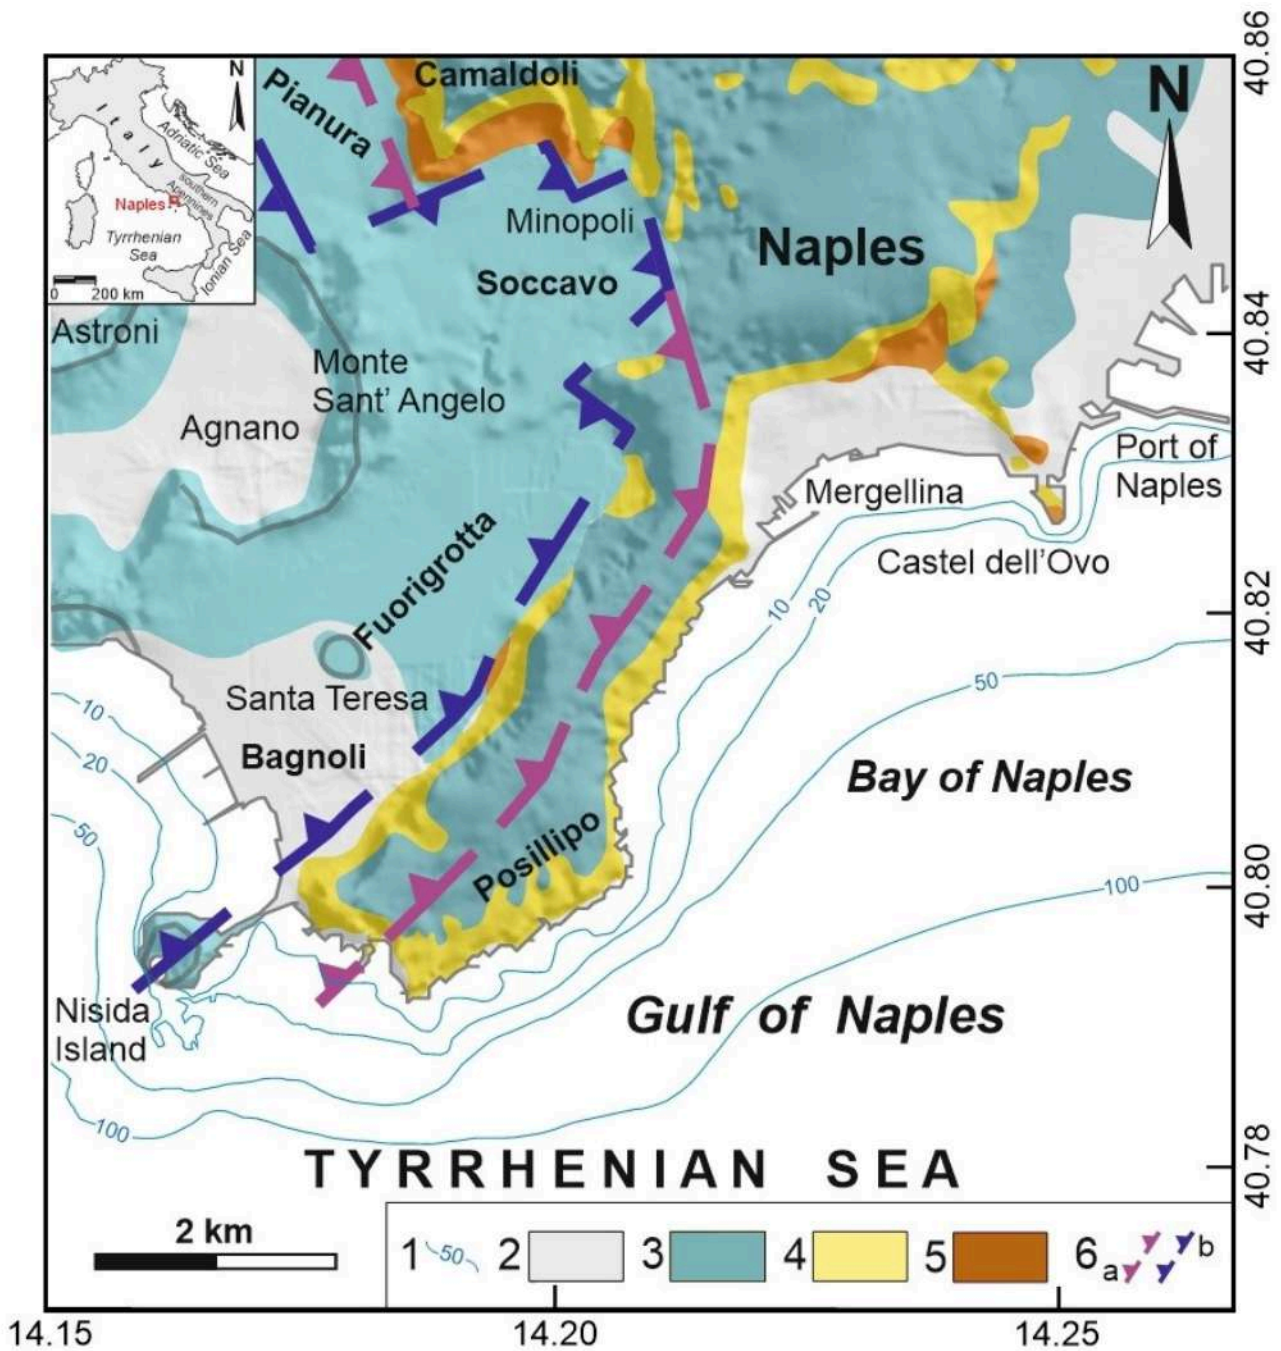 40.86
Camaldoli
Pianura
N
N
Italy
Adriatic Sea
southern
Apennines
Naples
Tyrrhenian
Sea
Ionian Sea
0 200 km
Minopoli
Naples
Soccavo
Astroni
40.84
Monte
Sant' Angelo
Agnano
Port of
Naples
Mergellina
Fuorigrotta
Castel dell'Ovo
10
20
40.82
50
Santa Teresa
10
Bagnoli
20
Bay of Naples
50
Posillipo
100
40.80
Nisida
Island
Gulf of Naples
100
TYRRHENIAN SEA
40.78
2 km
1 50 2 3 4 5 6 a b
14.15 14.20 14.25